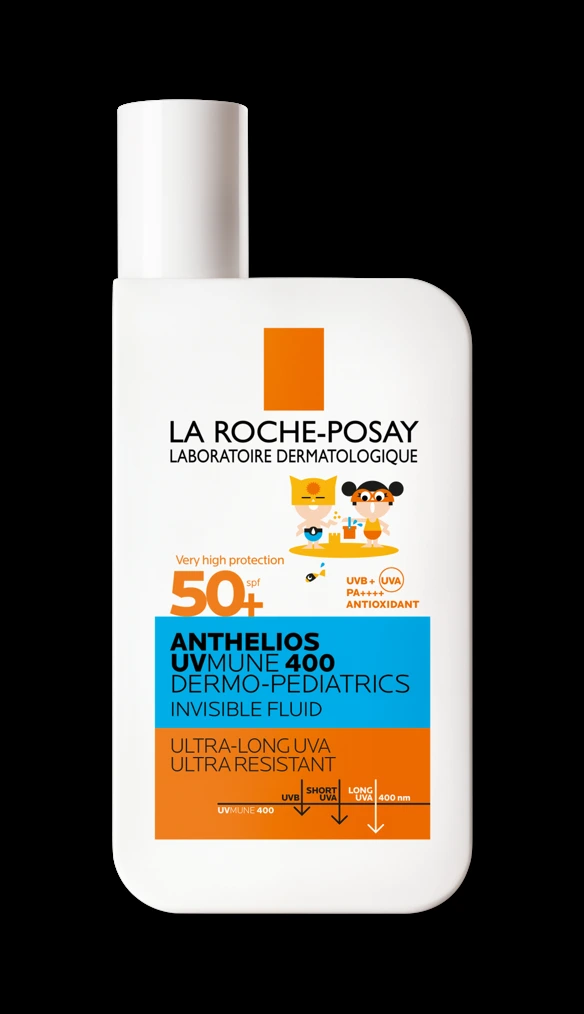 LA ROCHE-POSAY
LABORATOIRE DERMATOLOGIQUE
Very high protection
50+ spf
UVB + UVA
PA++++
ANTIOXIDANT
ANTHELIOS
UVMUNE 400
DERMO-PEDIATRICS
INVISIBLE FLUID
ULTRA-LONG UVA
ULTRA RESISTANT
UVB
SHORT
UVA
LONG
UVA
400 nm
UVMUNE 400